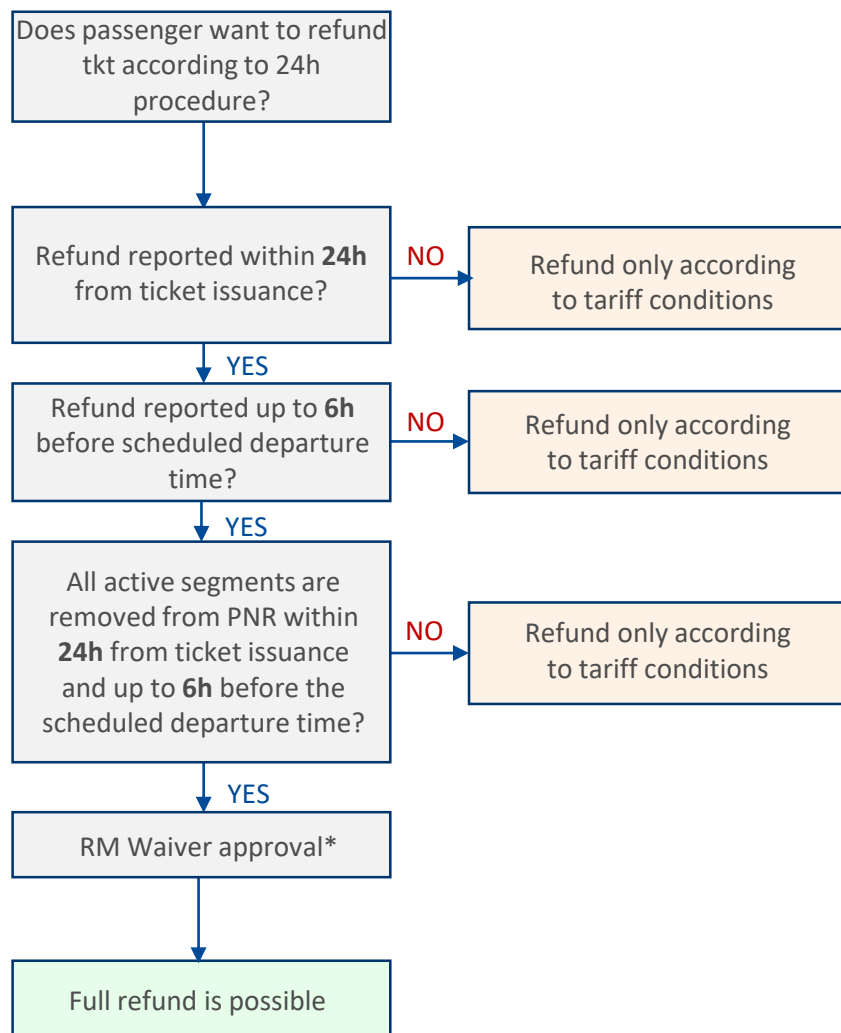 Does passenger want to refund
tkt according to 24h
procedure?
Refund reported within 24h
from ticket issuance?
NO
Refund only according
to tariff conditions
YES
Refund reported up to 6h
before scheduled departure
time?
NO
Refund only according
to tariff conditions
YES
All active segments are
removed from PNR within
24h from ticket issuance
and up to 6h before the
scheduled departure time?
NO
Refund only according
to tariff conditions
YES
RM Waiver approval*
Full refund is possible